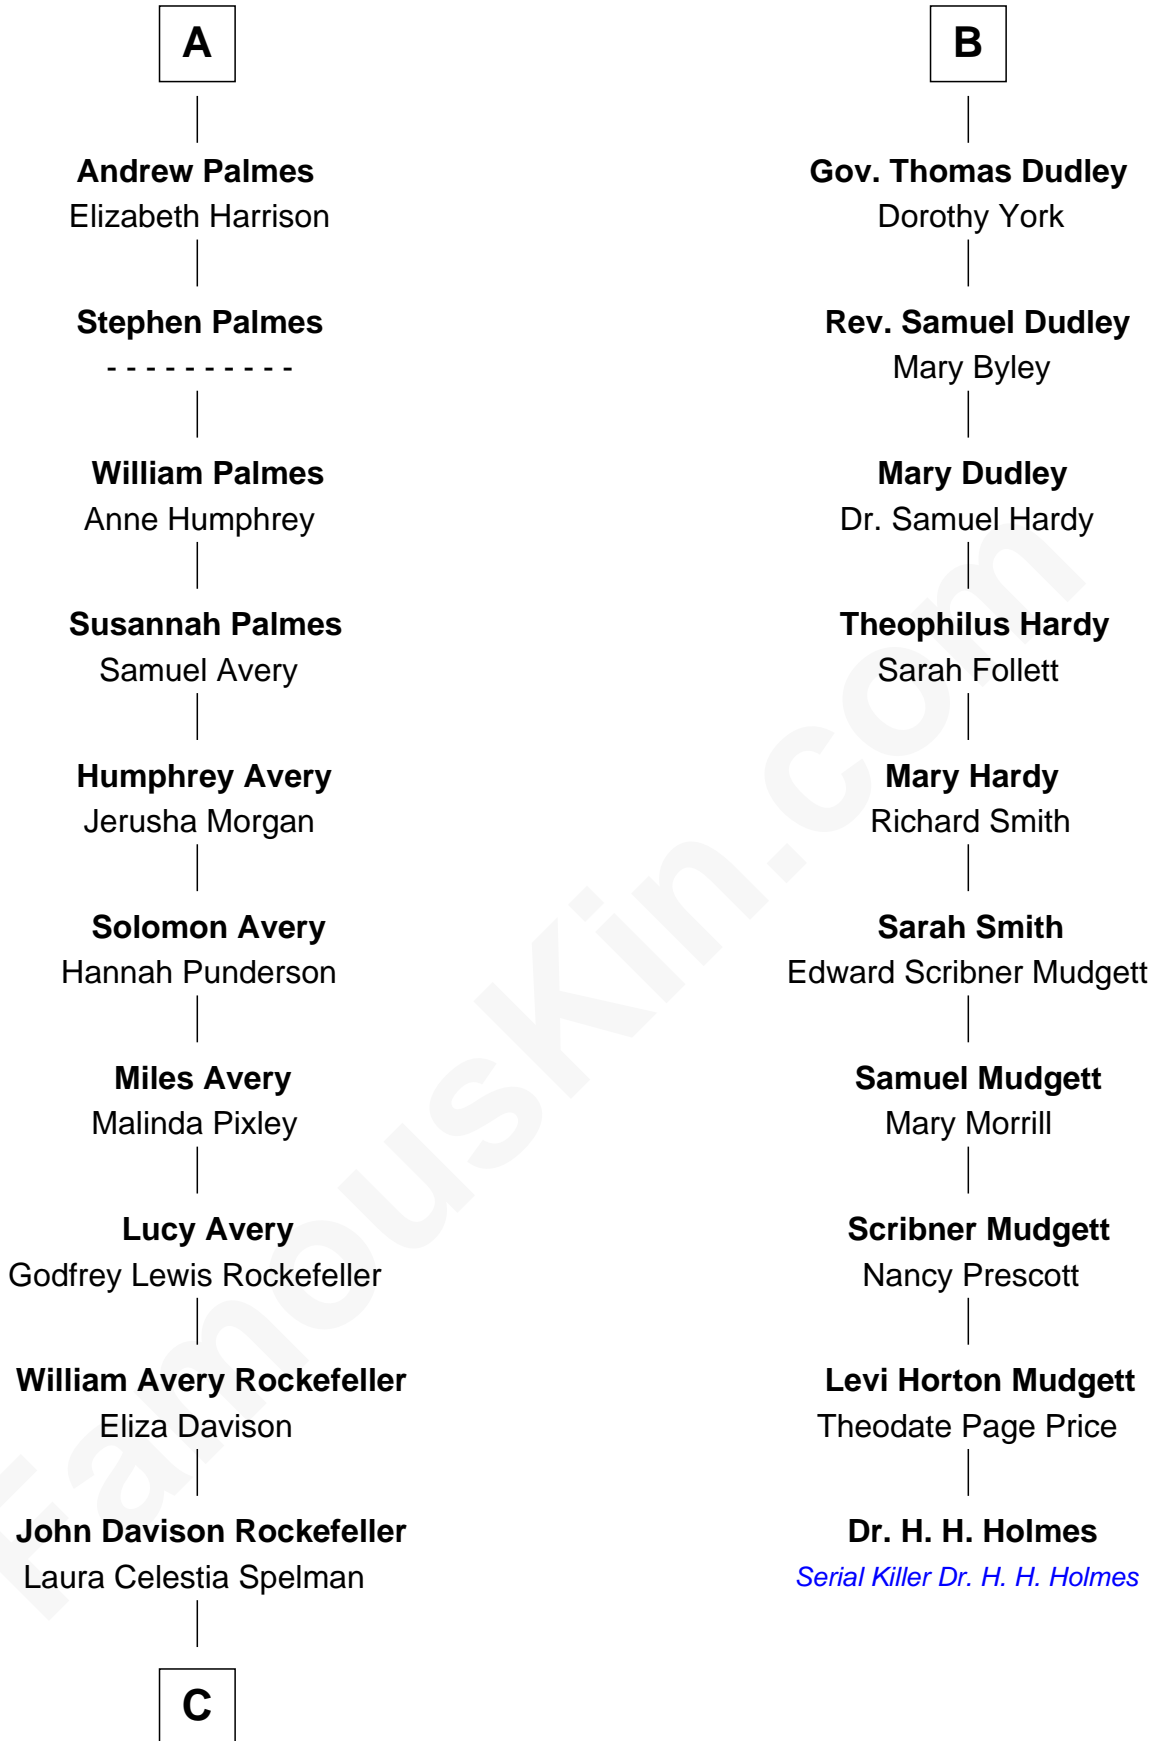 A
Andrew Palmes
Elizabeth Harrison
Stephen Palmes
- - - - - - - - - -
William Palmes
Anne Humphrey
Susannah Palmes
Samuel Avery
Humphrey Avery
Jerusha Morgan
Solomon Avery
Hannah Punderson
Miles Avery
Malinda Pixley
Lucy Avery
Godfrey Lewis Rockefeller
William Avery Rockefeller
Eliza Davison
John Davison Rockefeller
Laura Celestia Spelman
C
B
Gov. Thomas Dudley
Dorothy York
Rev. Samuel Dudley
Mary Byley
Mary Dudley
Dr. Samuel Hardy
Theophilus Hardy
Sarah Follett
Mary Hardy
Richard Smith
Sarah Smith
Edward Scribner Mudgett
Samuel Mudgett
Mary Morrill
Scribner Mudgett
Nancy Prescott
Levi Horton Mudgett
Theodate Page Price
Dr. H. H. Holmes
Serial Killer Dr. H. H. Holmes
FamousKin.com